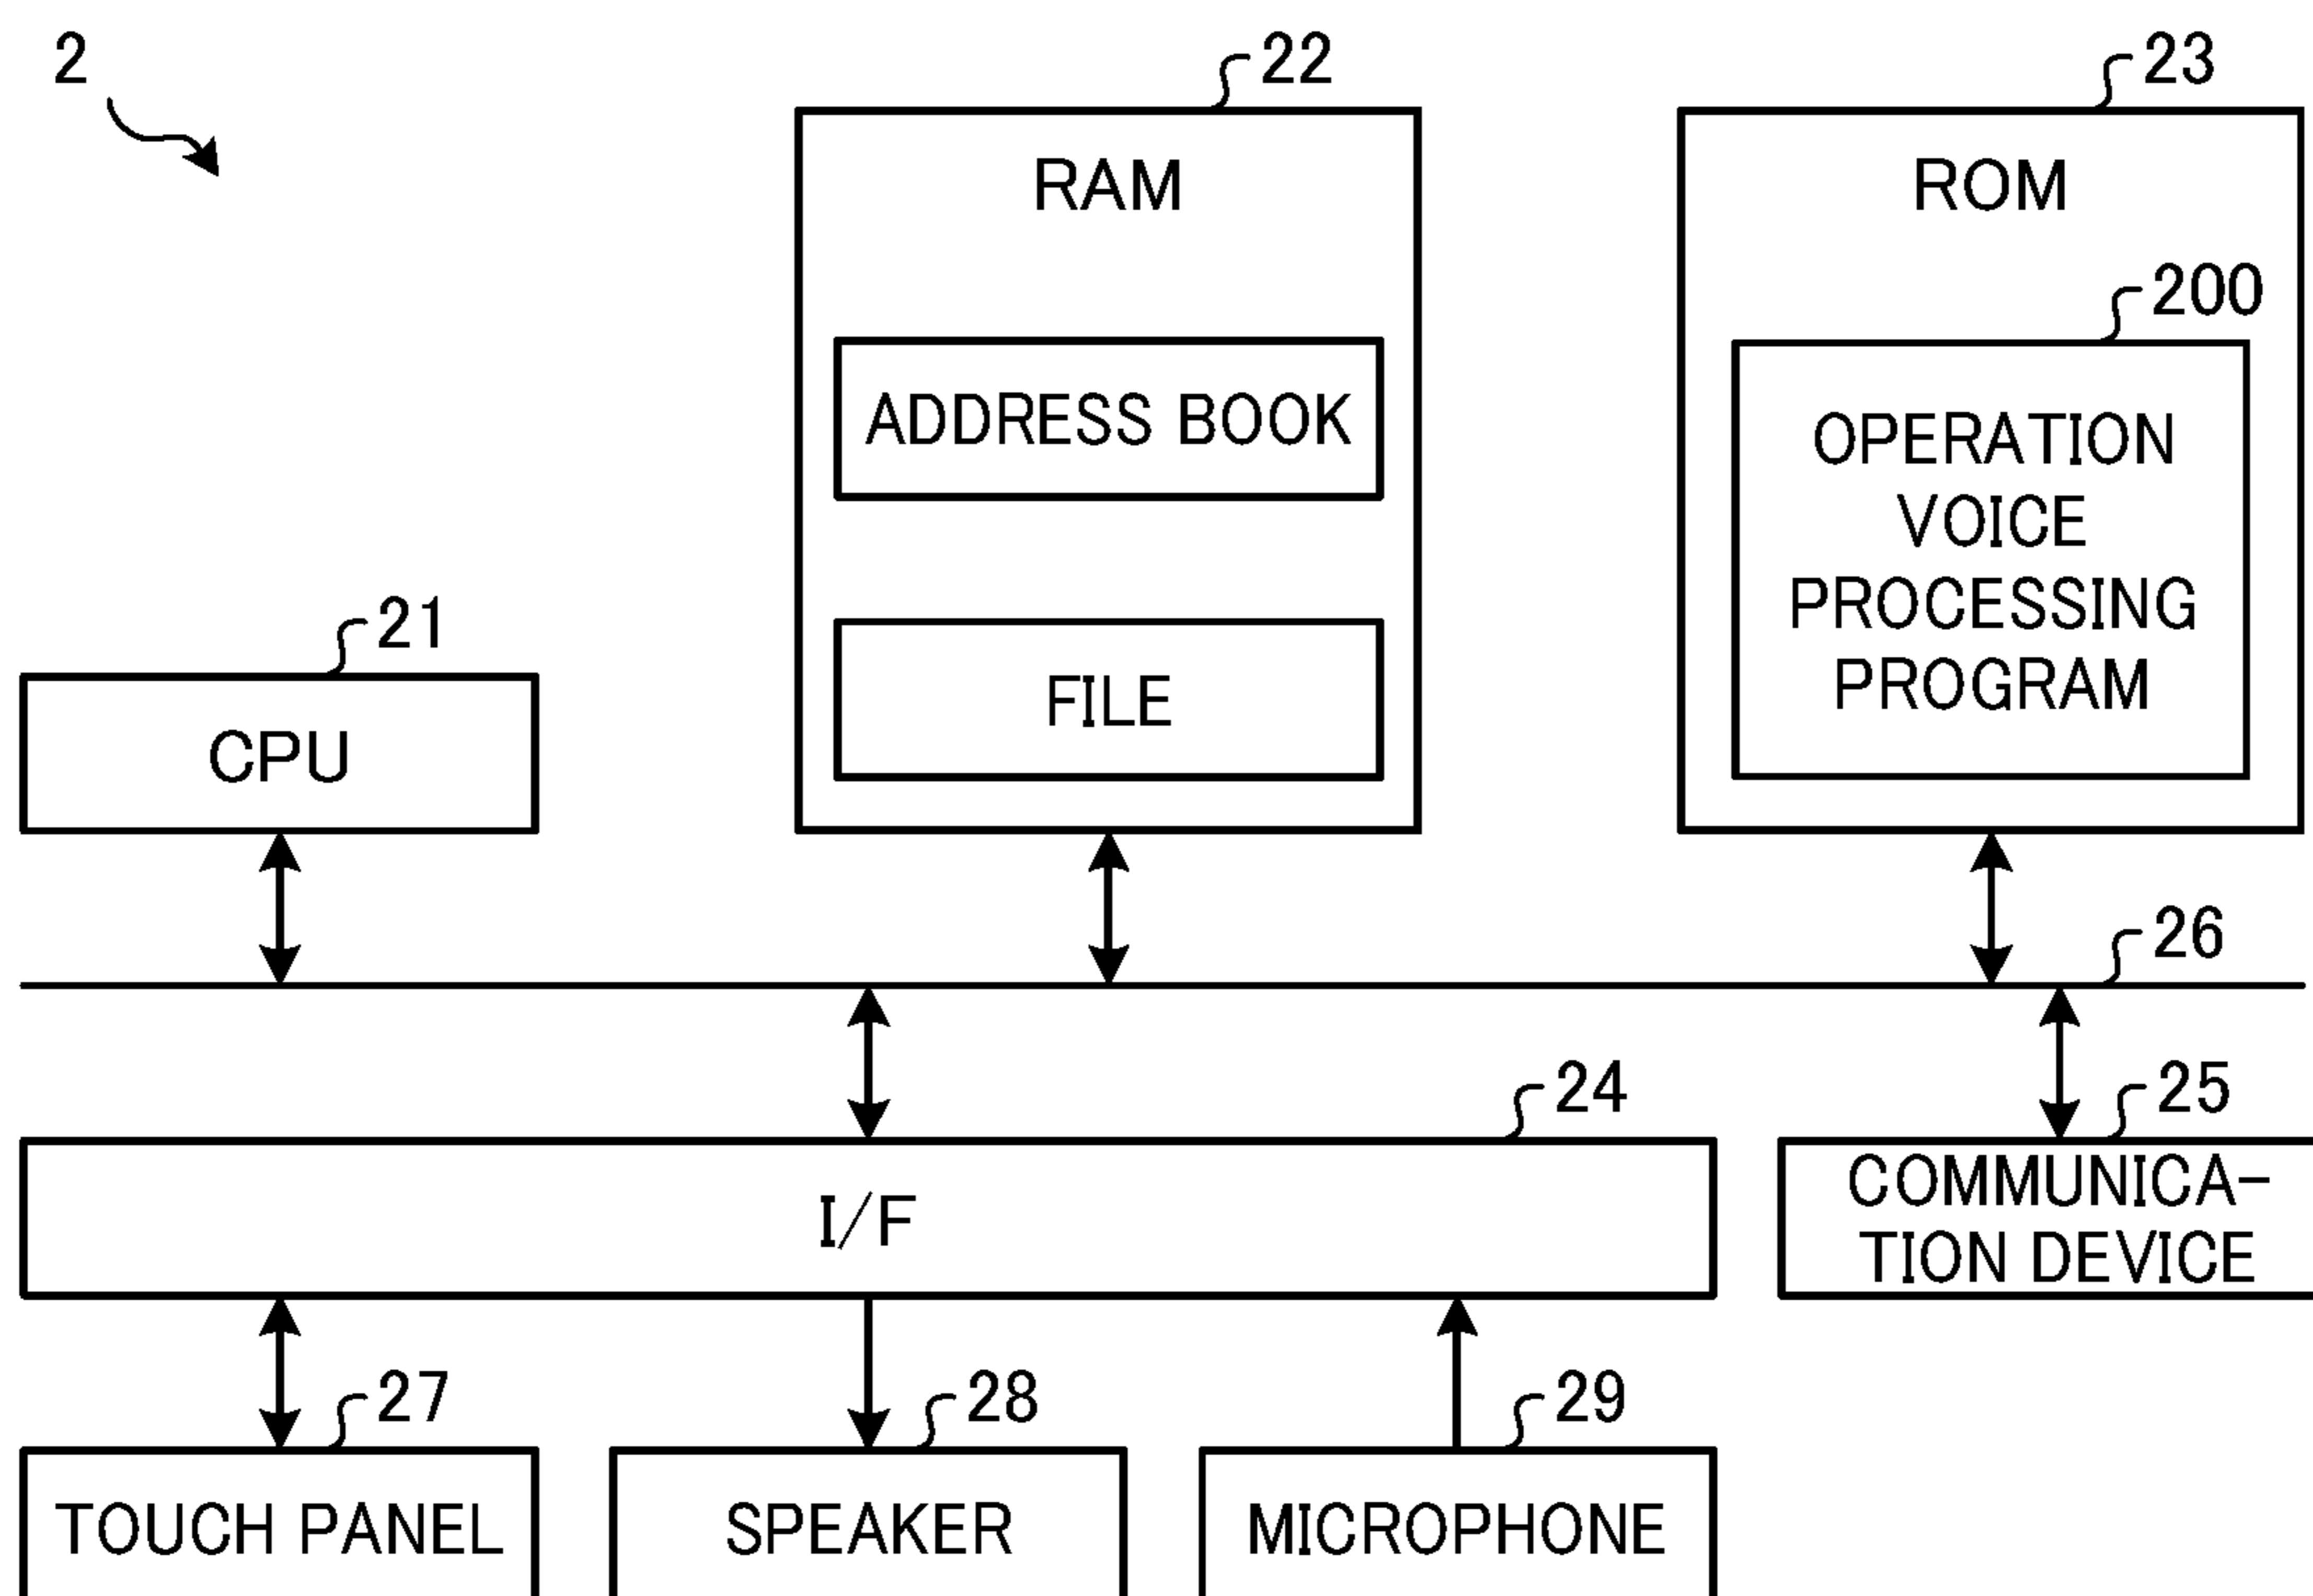 2
22
23
RAM
ROM
200
ADDRESS BOOK
OPERATION
VOICE
PROCESSING
PROGRAM
FILE
21
CPU
26
24
25
I/F
COMMUNICA-
TION DEVICE
27
28
29
TOUCH PANEL
SPEAKER
MICROPHONE